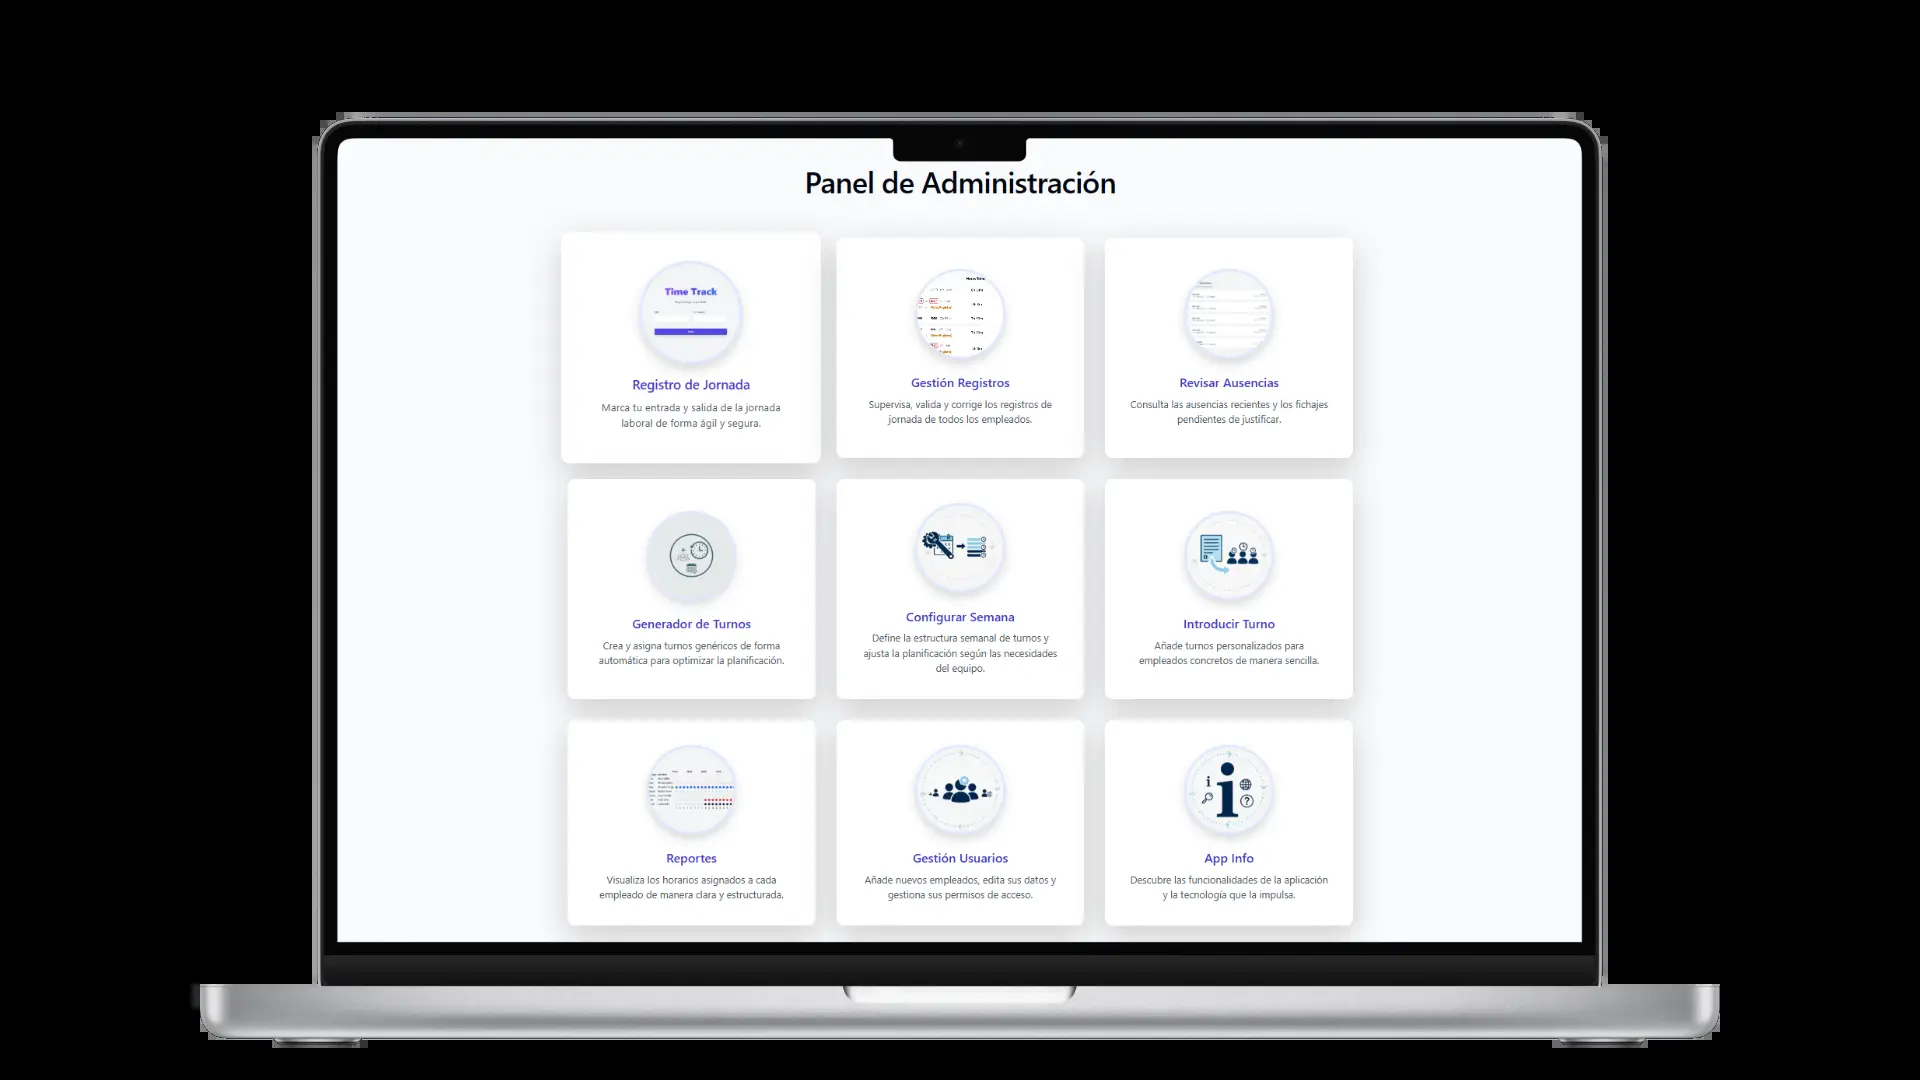 Panel de Administración
Time Track
Registro de Jornada
Marca tu entrada y salida de la jornada
laboral de forma ágil y segura.
Gestión Registros
Supervisa, valida y corrige los registros de
jornada de todos los empleados.
Revisar Ausencias
Consulta las ausencias recientes y los fichajes
pendientes de justificar.
Generador de Turnos
Crea y asigna turnos genéricos de forma
automática para optimizar la planificación.
Configurar Semana
Define la estructura semanal de turnos y
ajusta la planificación según las necesidades
del equipo.
Introducir Turno
Añade turnos personalizados para
empleados concretos de manera sencilla.
Reportes
Visualiza los horarios asignados a cada
empleado de manera clara y estructurada.
Gestión Usuarios
Añade nuevos empleados, edita sus datos y
gestiona sus permisos de acceso.
App Info
Descubre las funcionalidades de la aplicación
y la tecnología que la impulsa.